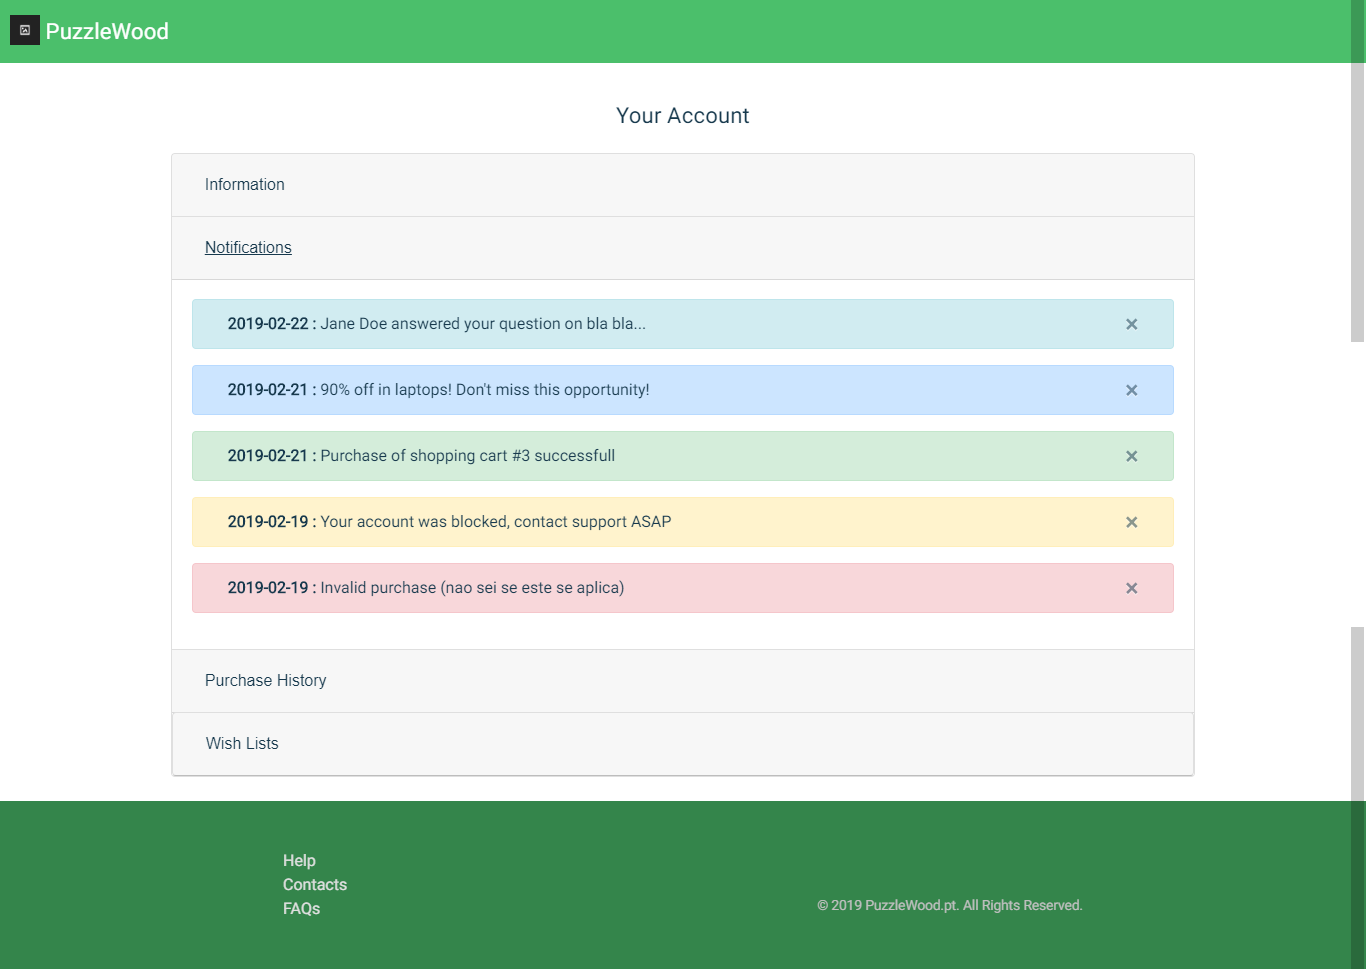 PuzzleWood
Your Account
Information
Notifications
2019-02-22 : Jane Doe answered your question on bla bla... ×
2019-02-21 : 90% off in laptops! Don't miss this opportunity! ×
2019-02-21 : Purchase of shopping cart #3 successfull ×
2019-02-19 : Your account was blocked, contact support ASAP ×
2019-02-19 : Invalid purchase (nao sei se este se aplica) ×
Purchase History
Wish Lists
Help
Contacts
FAQs
© 2019 PuzzleWood.pt. All Rights Reserved.